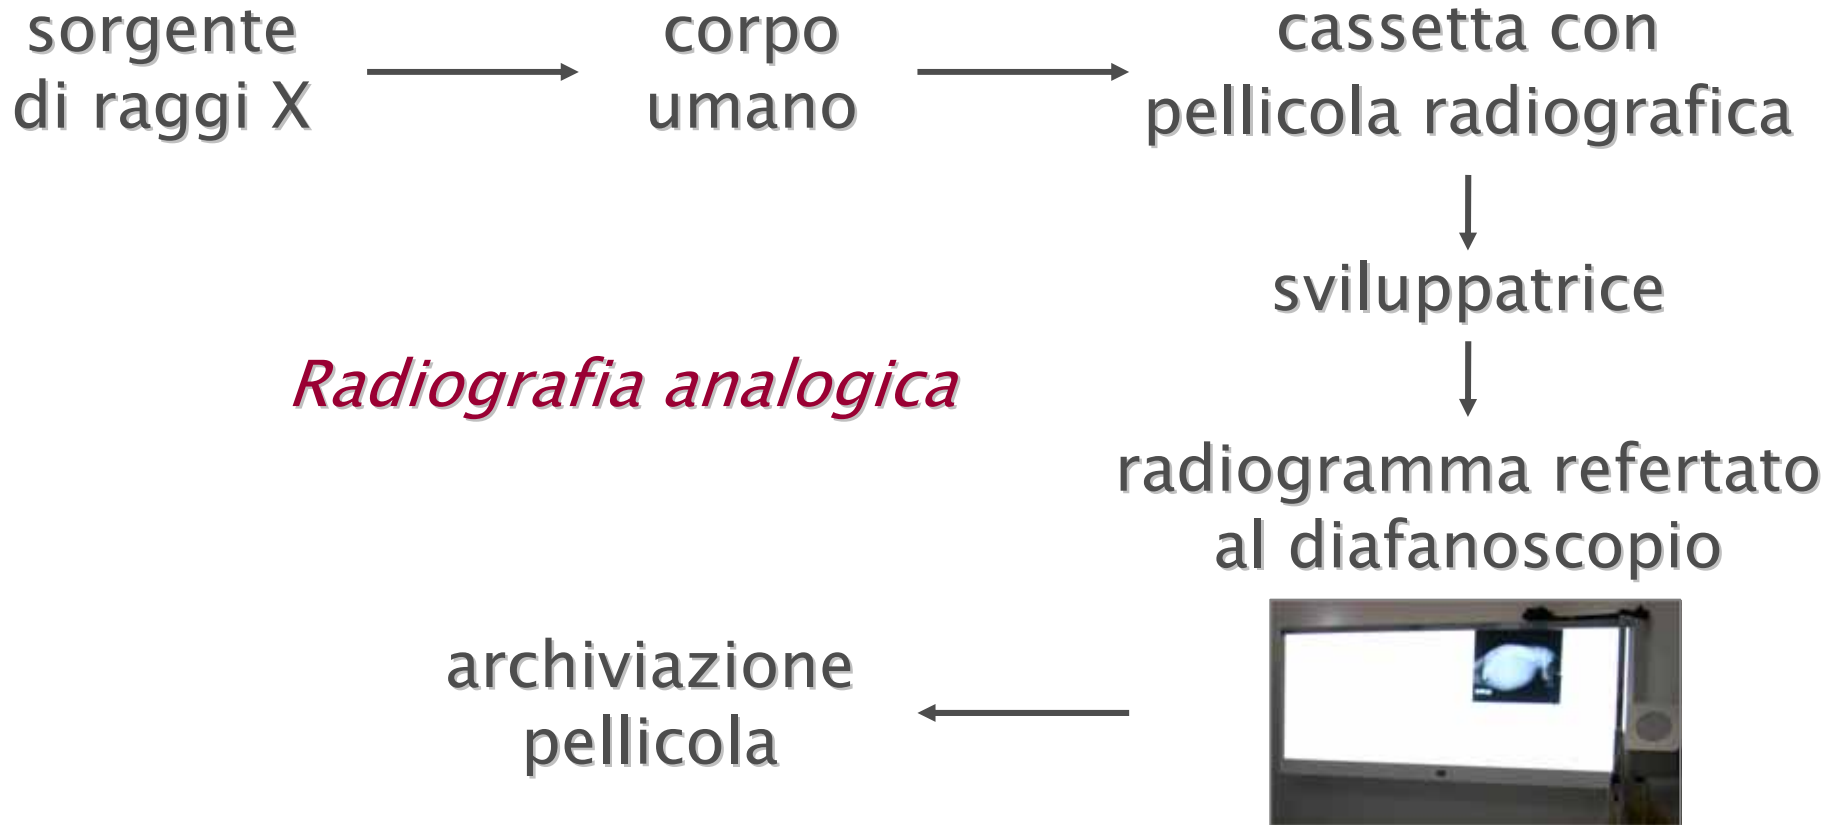 sorgente
di raggi X
corpo
umano
cassetta con
pellicola radiografica
sviluppatrice
Radiografia analogica
radiogramma refertato
al diafanoscopio
archiviazione
pellicola